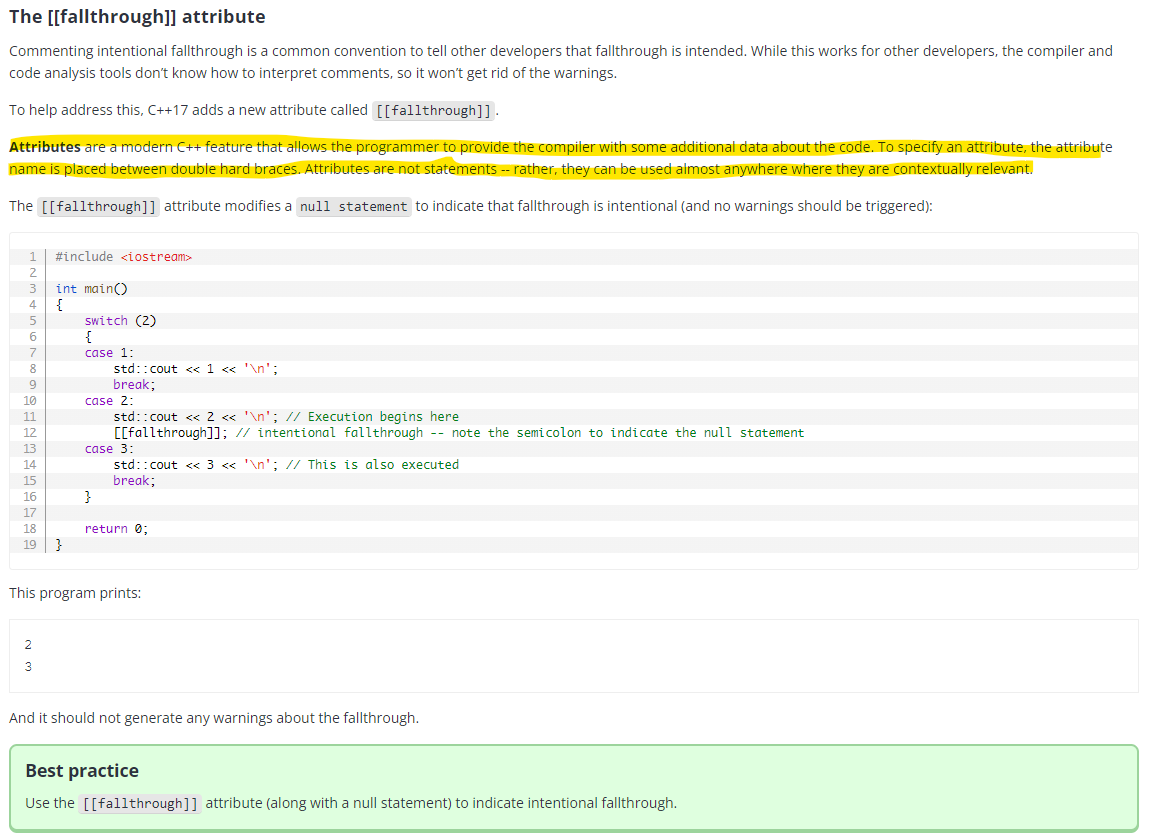 The [[fallthrough]] attribute
Commenting intentional fallthrough is a common convention to tell other developers that fallthrough is intended. While this works for other developers, the compiler and
code analysis tools don’t know how to interpret comments, so it won’t get rid of the warnings.
To help address this, C++17 adds a new attribute called [[fallthrough]].
Attributes are a modern C++ feature that allows the programmer to provide the compiler with some additional data about the code. To specify an attribute, the attribute
name is placed between double hard braces. Attributes are not statements -- rather, they can be used almost anywhere where they are contextually relevant.
The [[fallthrough]] attribute modifies a null statement to indicate that fallthrough is intentional (and no warnings should be triggered):
1 #include <iostream>
2
3 int main()
4 {
5     switch (2)
6     {
7     case 1:
8         std::cout << 1 << '\n';
9         break;
10     case 2:
11         std::cout << 2 << '\n'; // Execution begins here
12         [[fallthrough]]; // intentional fallthrough -- note the semicolon to indicate the null statement
13     case 3:
14         std::cout << 3 << '\n'; // This is also executed
15         break;
16     }
17
18     return 0;
19 }
This program prints:
2
3
And it should not generate any warnings about the fallthrough.
Best practice
Use the [[fallthrough]] attribute (along with a null statement) to indicate intentional fallthrough.